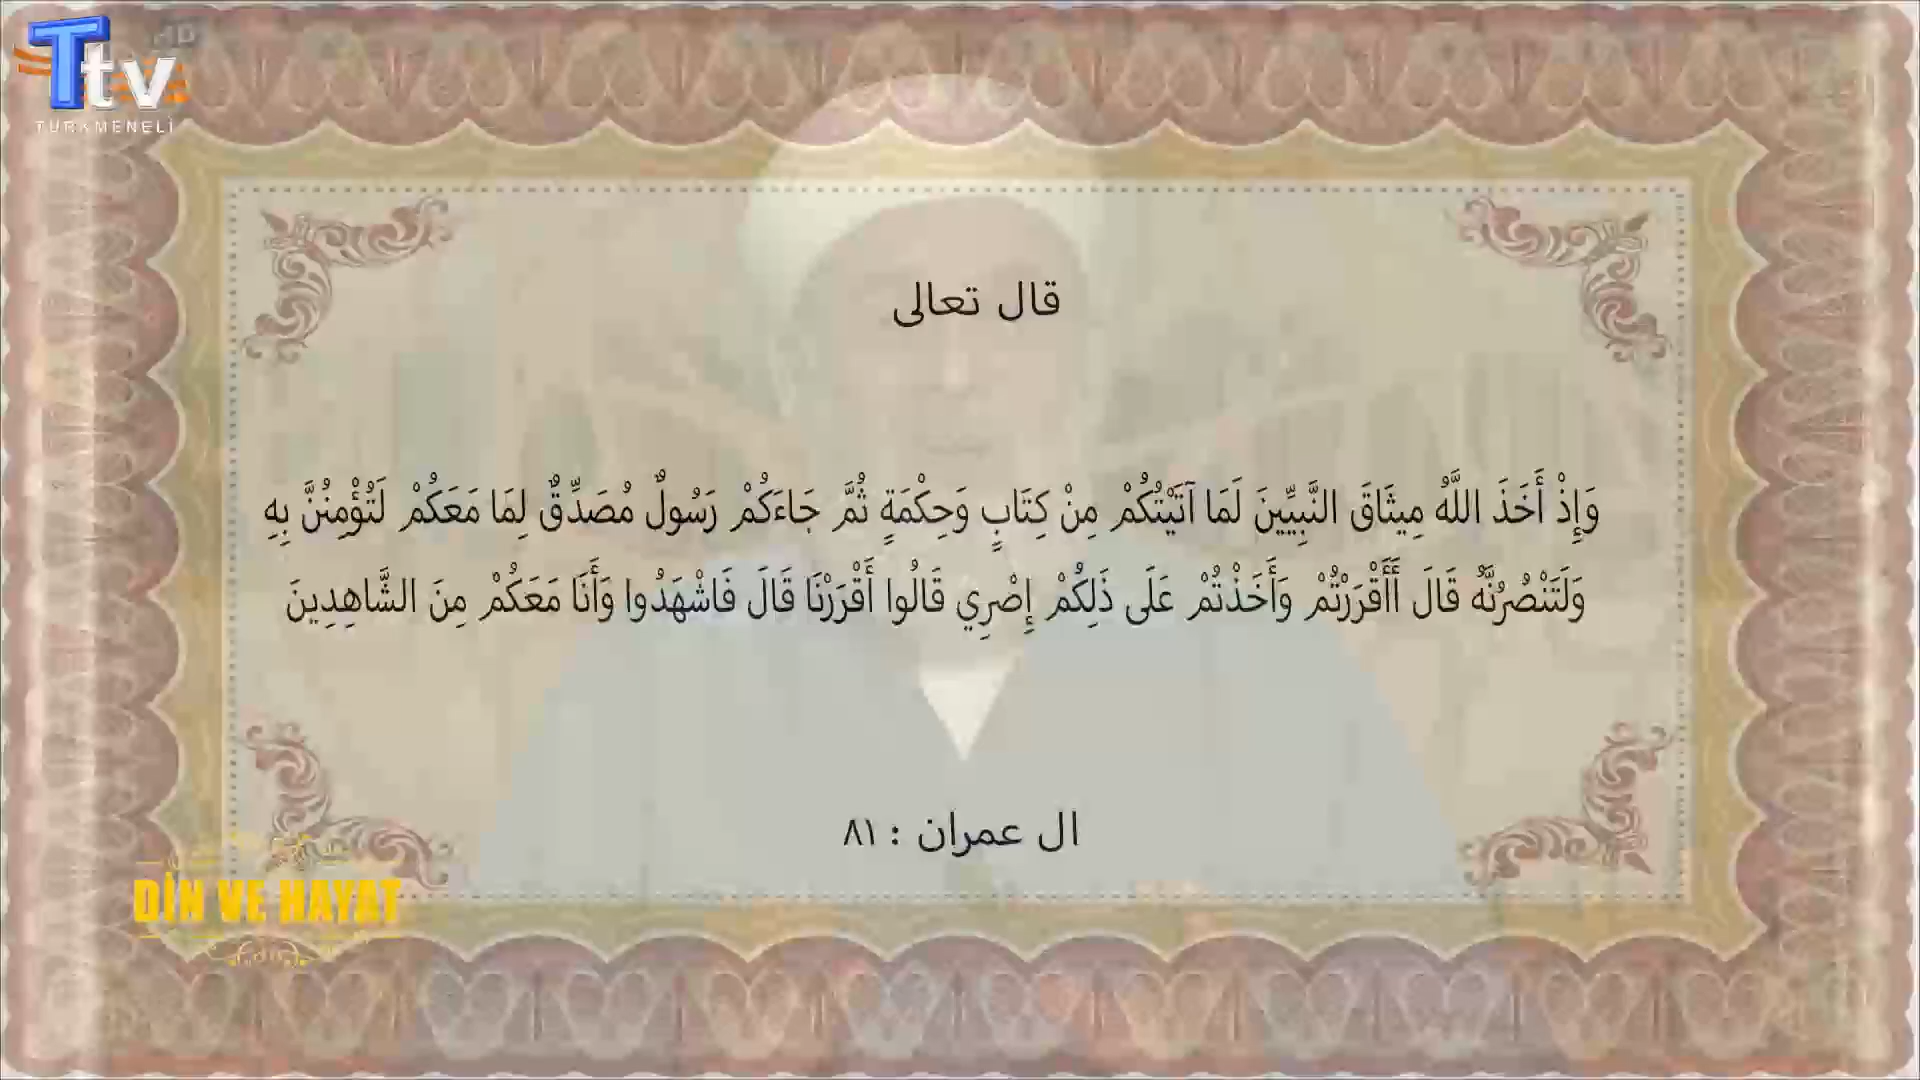 Ttv
TÜRKMENELİ
قال تعالى
وَإِذْ أَخَذَ اللَّهُ مِيثَاقَ النَّبِيِّينَ لَمَا آتَيْتُكُمْ مِنْ كِتَابٍ وَحِكْمَةٍ ثُمَّ جَاءَكُمْ رَسُولٌ مُصَدِّقٌ لِمَا مَعَكُمْ لَتُؤْمِنُنَّ بِهِ
وَلَتَنْصُرُنَّهُ قَالَ أَأَقْرَرْتُمْ وَأَخَذْتُمْ عَلَى ذَلِكُمْ إِصْرِي قَالُوا أَقْرَرْنَا قَالَ فَاشْهَدُوا وَأَنَا مَعَكُمْ مِنَ الشَّاهِدِينَ
ال عمران : ٨١
DİN VE HAYAT